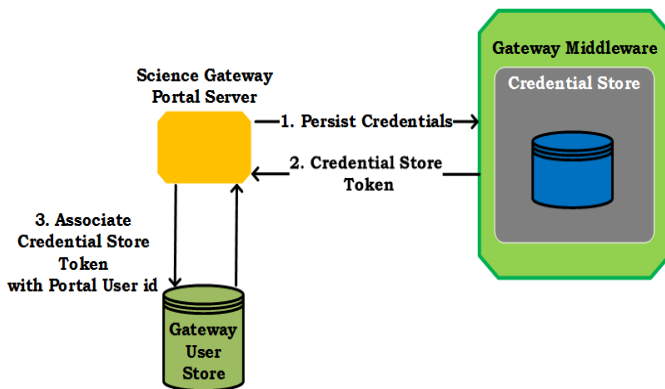 Gateway Middleware
Credential Store
Science Gateway
Portal Server
1. Persist Credentials
2. Credential Store
Token
3. Associate
Credential Store
Token
with Portal User id
Gateway
User
Store